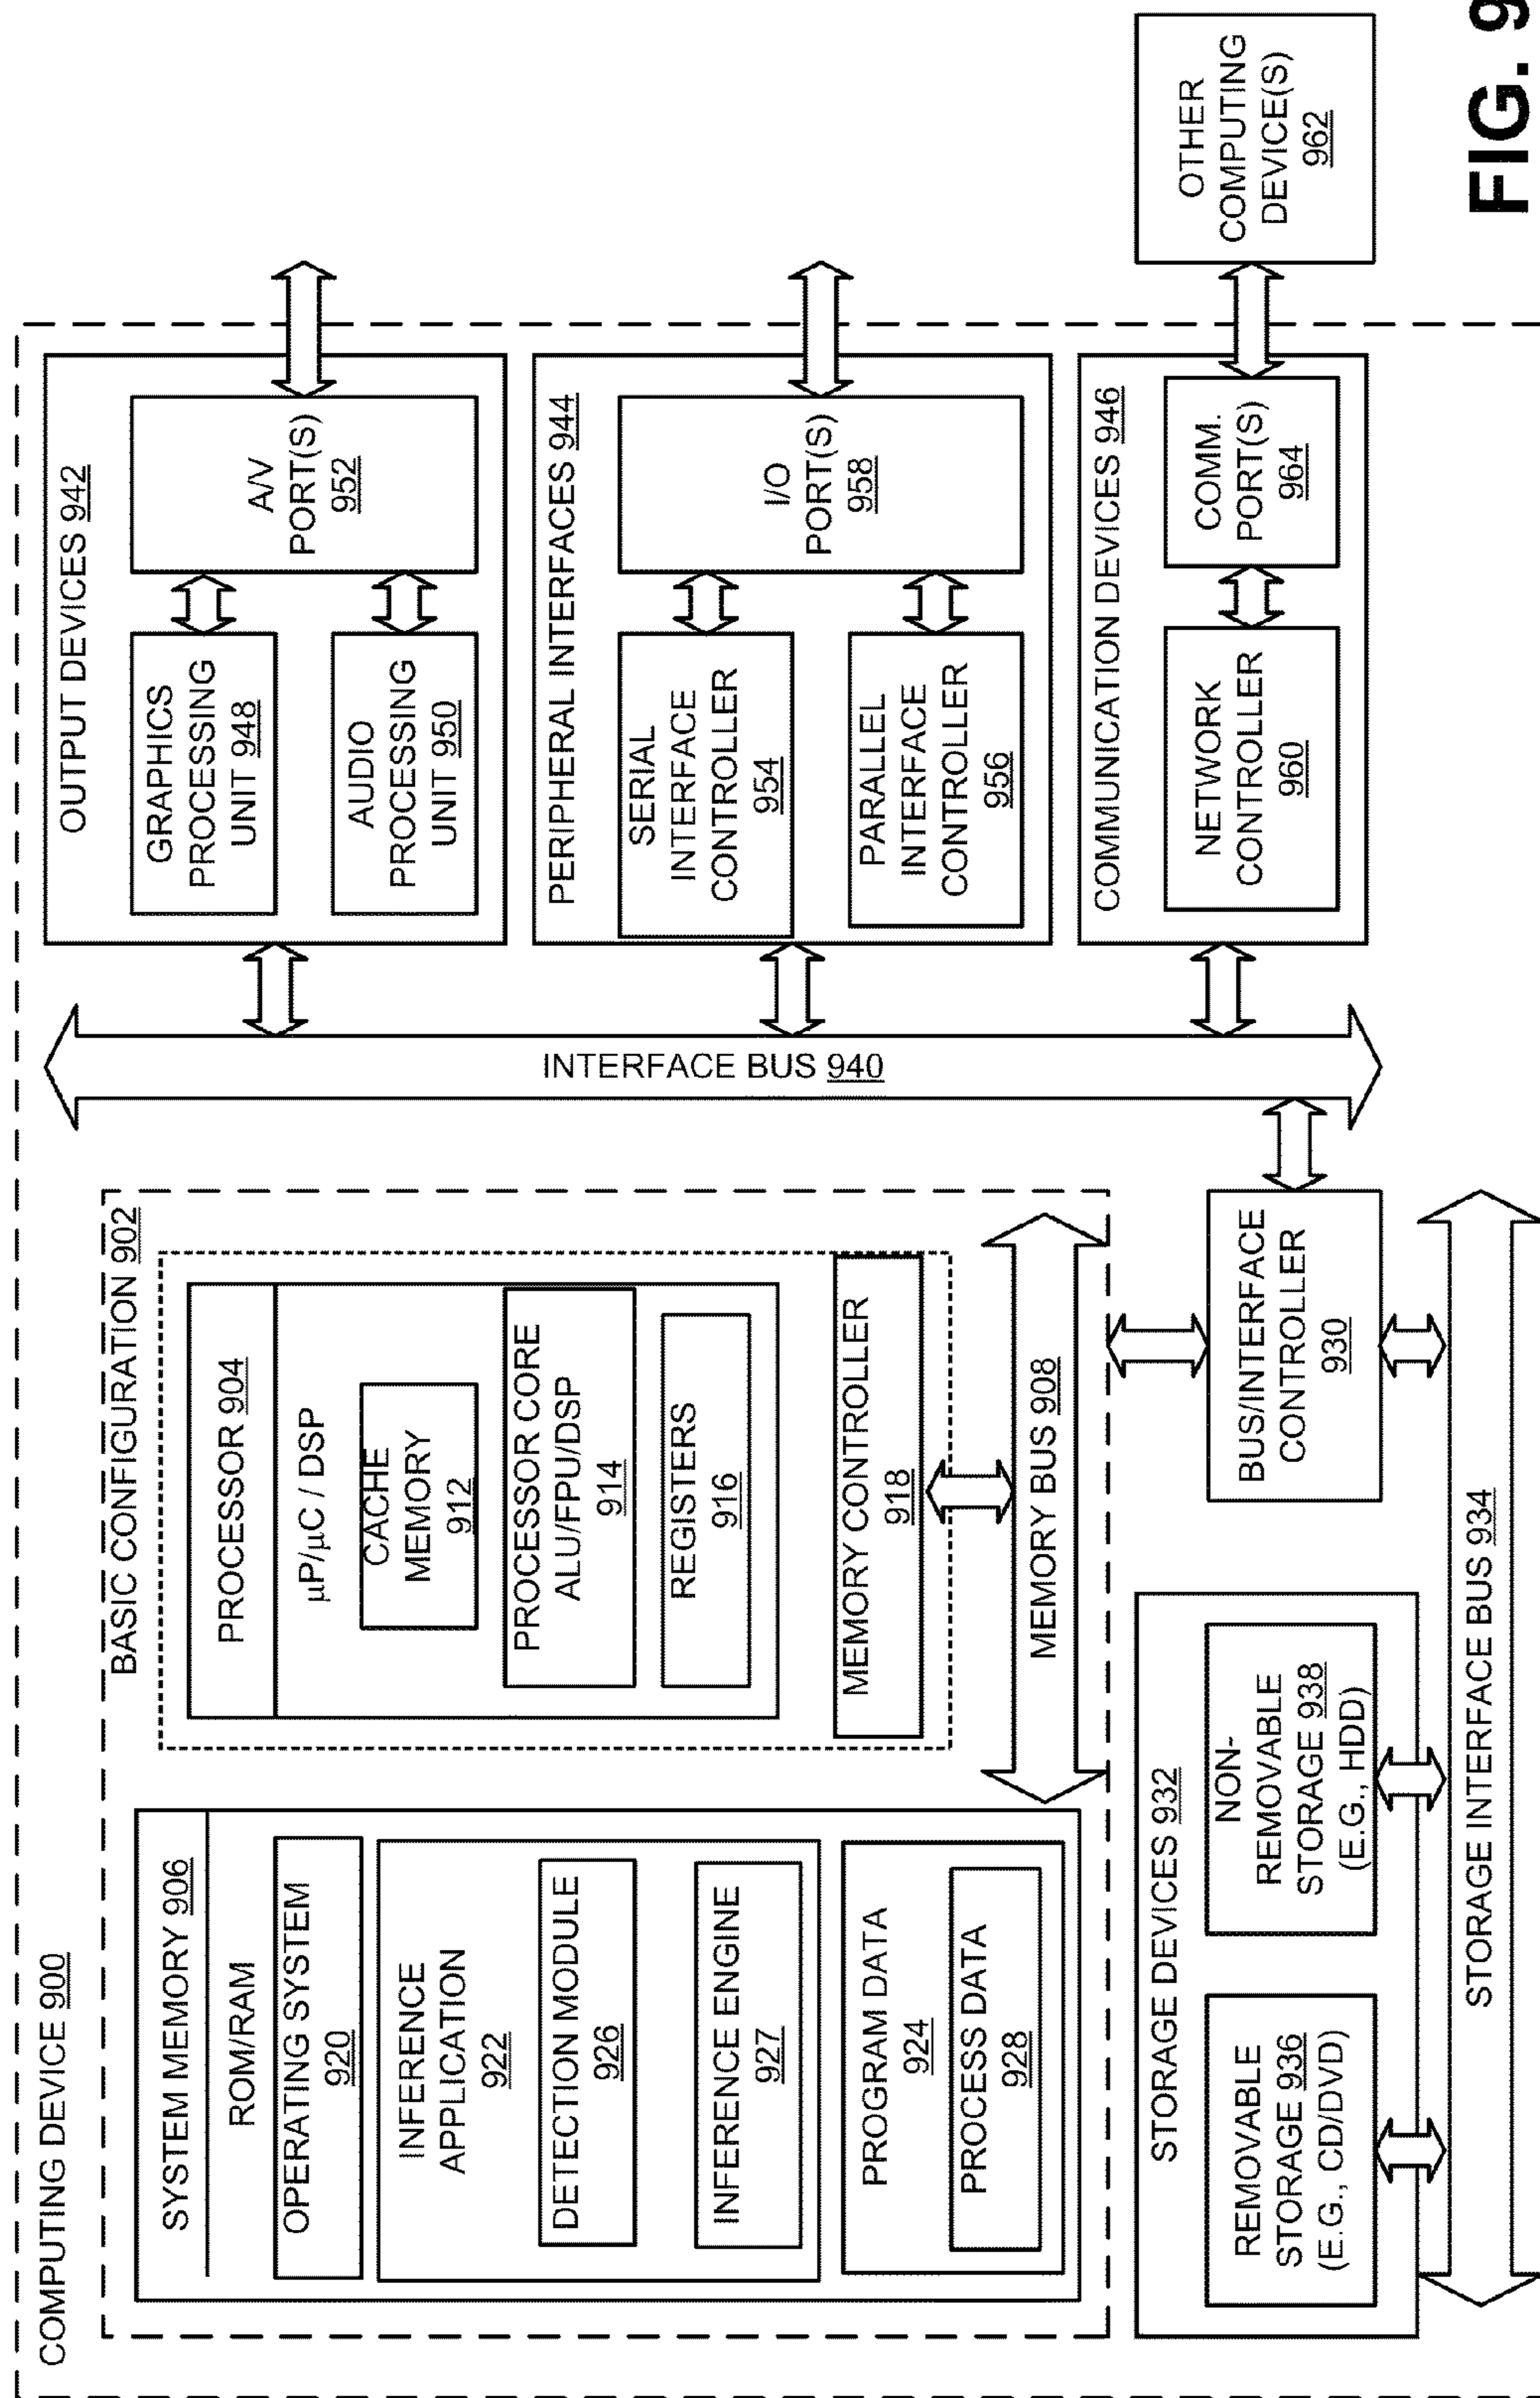 COMPUTING DEVICE 900
BASIC CONFIGURATION 902
SYSTEM MEMORY 906
ROM/RAM
OPERATING SYSTEM
920
INFERENCE
APPLICATION
922
DETECTION MODULE
926
INFERENCE ENGINE
927
PROGRAM DATA
924
PROCESS DATA
928
PROCESSOR 904
µP/µC / DSP
CACHE
MEMORY
912
PROCESSOR CORE
ALU/FPU/DSP
914
REGISTERS
916
MEMORY CONTROLLER
918
MEMORY BUS 908
BUS/INTERFACE
CONTROLLER
930
STORAGE DEVICES 932
REMOVABLE
STORAGE 936
(E.G., CD/DVD)
NON-
REMOVABLE
STORAGE 938
(E.G., HDD)
STORAGE INTERFACE BUS 934
INTERFACE BUS 940
OUTPUT DEVICES 942
GRAPHICS
PROCESSING
UNIT 948
AUDIO
PROCESSING
UNIT 950
A/V
PORT(S)
952
PERIPHERAL INTERFACES 944
SERIAL
INTERFACE
CONTROLLER
954
PARALLEL
INTERFACE
CONTROLLER
956
I/O
PORT(S)
958
COMMUNICATION DEVICES 946
NETWORK
CONTROLLER
960
COMM.
PORT(S)
964
OTHER
COMPUTING
DEVICE(S)
962
FIG. 9